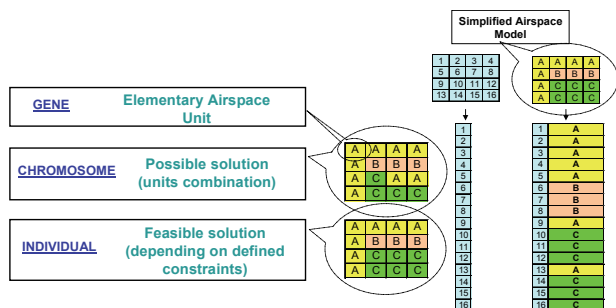 Simplified Airspace
Model
1 2 3 4
5 6 7 8
9 10 11 12
13 14 15 16
A A A A
A B B B
A C C C
A C C C
GENE Elementary Airspace
Unit
CHROMOSOME Possible solution
(units combination)
INDIVIDUAL Feasible solution
(depending on defined
constraints)
A A A A
A B B B
A C A A
A C C C
A A A A
A B B B
A C C C
A C C C
1
2
3
4
5
6
7
8
9
10
11
12
13
14
15
16
1 A
2 A
3 A
4 A
5 A
6 B
7 B
8 B
9 A
10 C
11 C
12 C
13 A
14 C
15 C
16 C